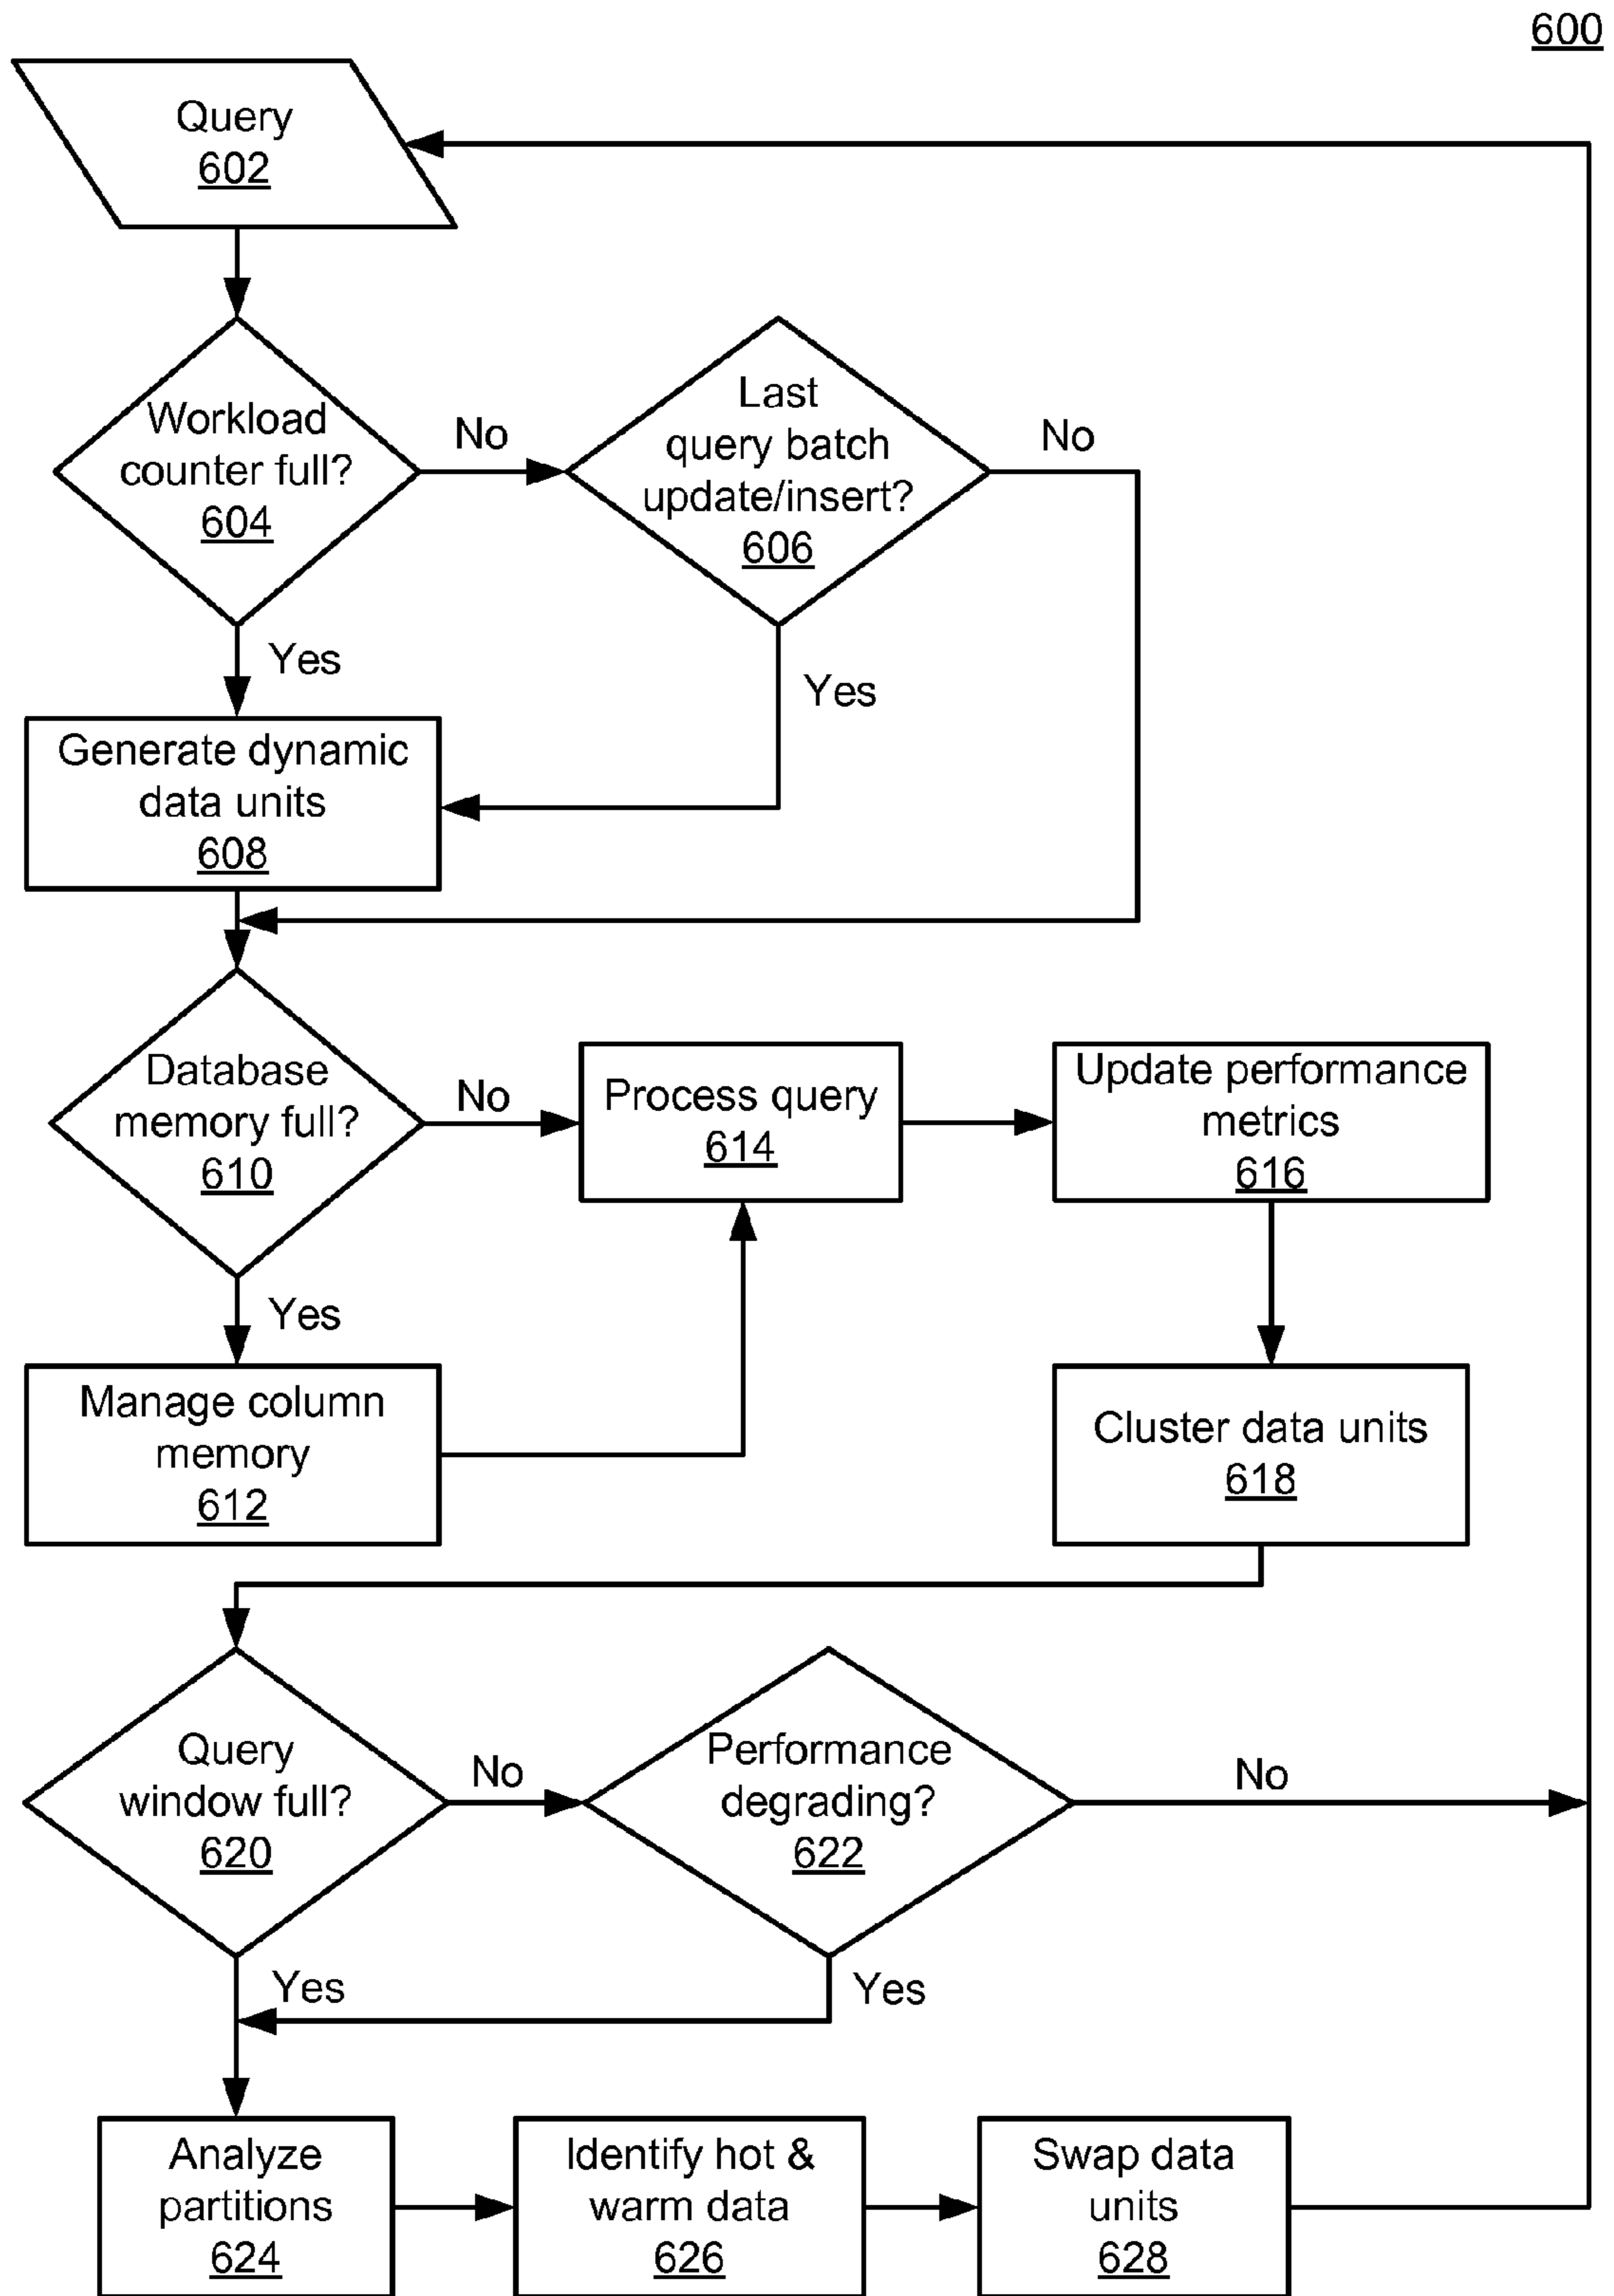 600
Query
602
Workload
counter full?
604
No
Last
query batch
update/insert?
606
No
Yes
Yes
Generate dynamic
data units
608
Database
memory full?
610
No
Process query
614
Update performance
metrics
616
Yes
Manage column
memory
612
Cluster data units
618
Query
window full?
620
No
Performance
degrading?
622
No
Yes
Yes
Analyze
partitions
624
Identify hot &
warm data
626
Swap data
units
628